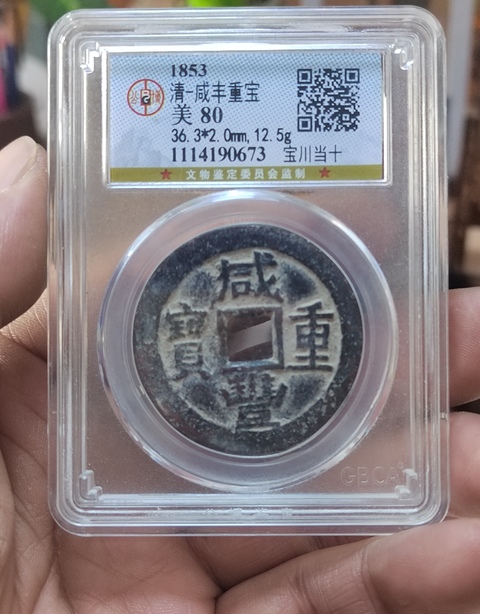 1853
清-咸丰重宝
美 80
36.3*2.0mm,12.5g
1114190673 宝川当十
★ 文物鉴定委员会监制 ★
咸
寶 重
豐
GBCA